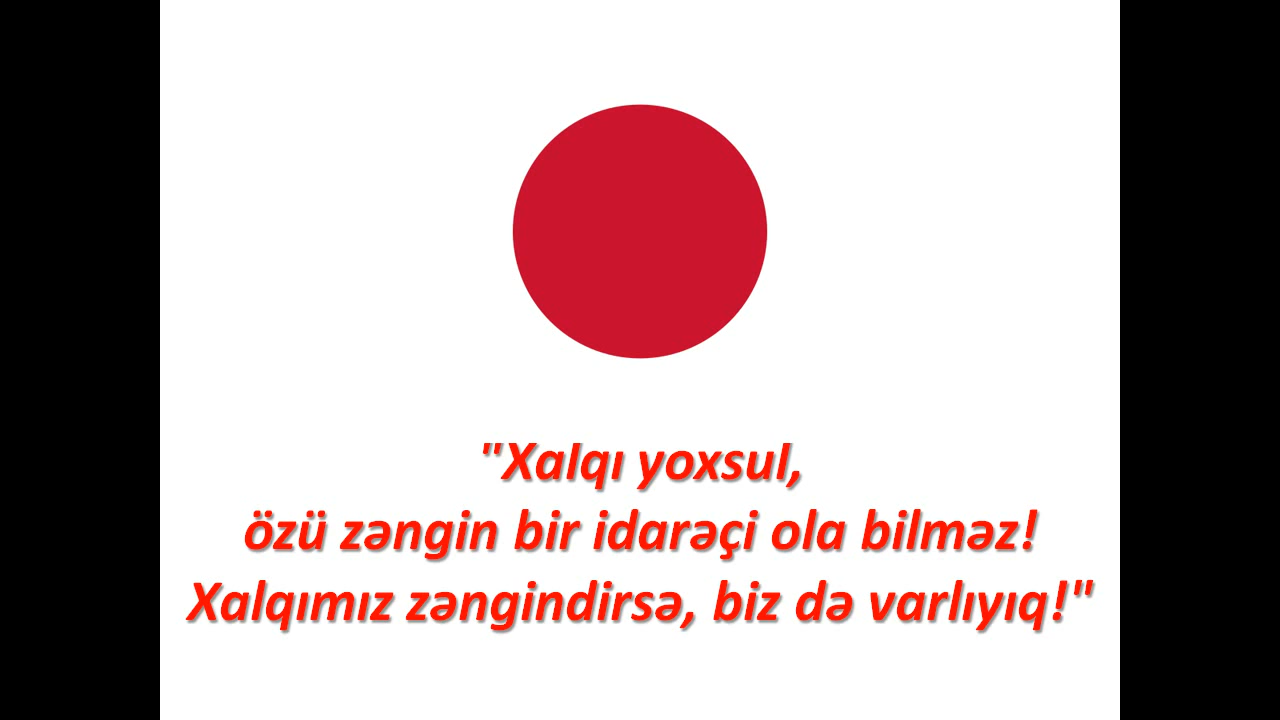 "Xalqı yoxsul,
özü zəngin bir idarəçi ola bilməz!
Xalqımız zəngindirsə, biz də varlıyıq!"